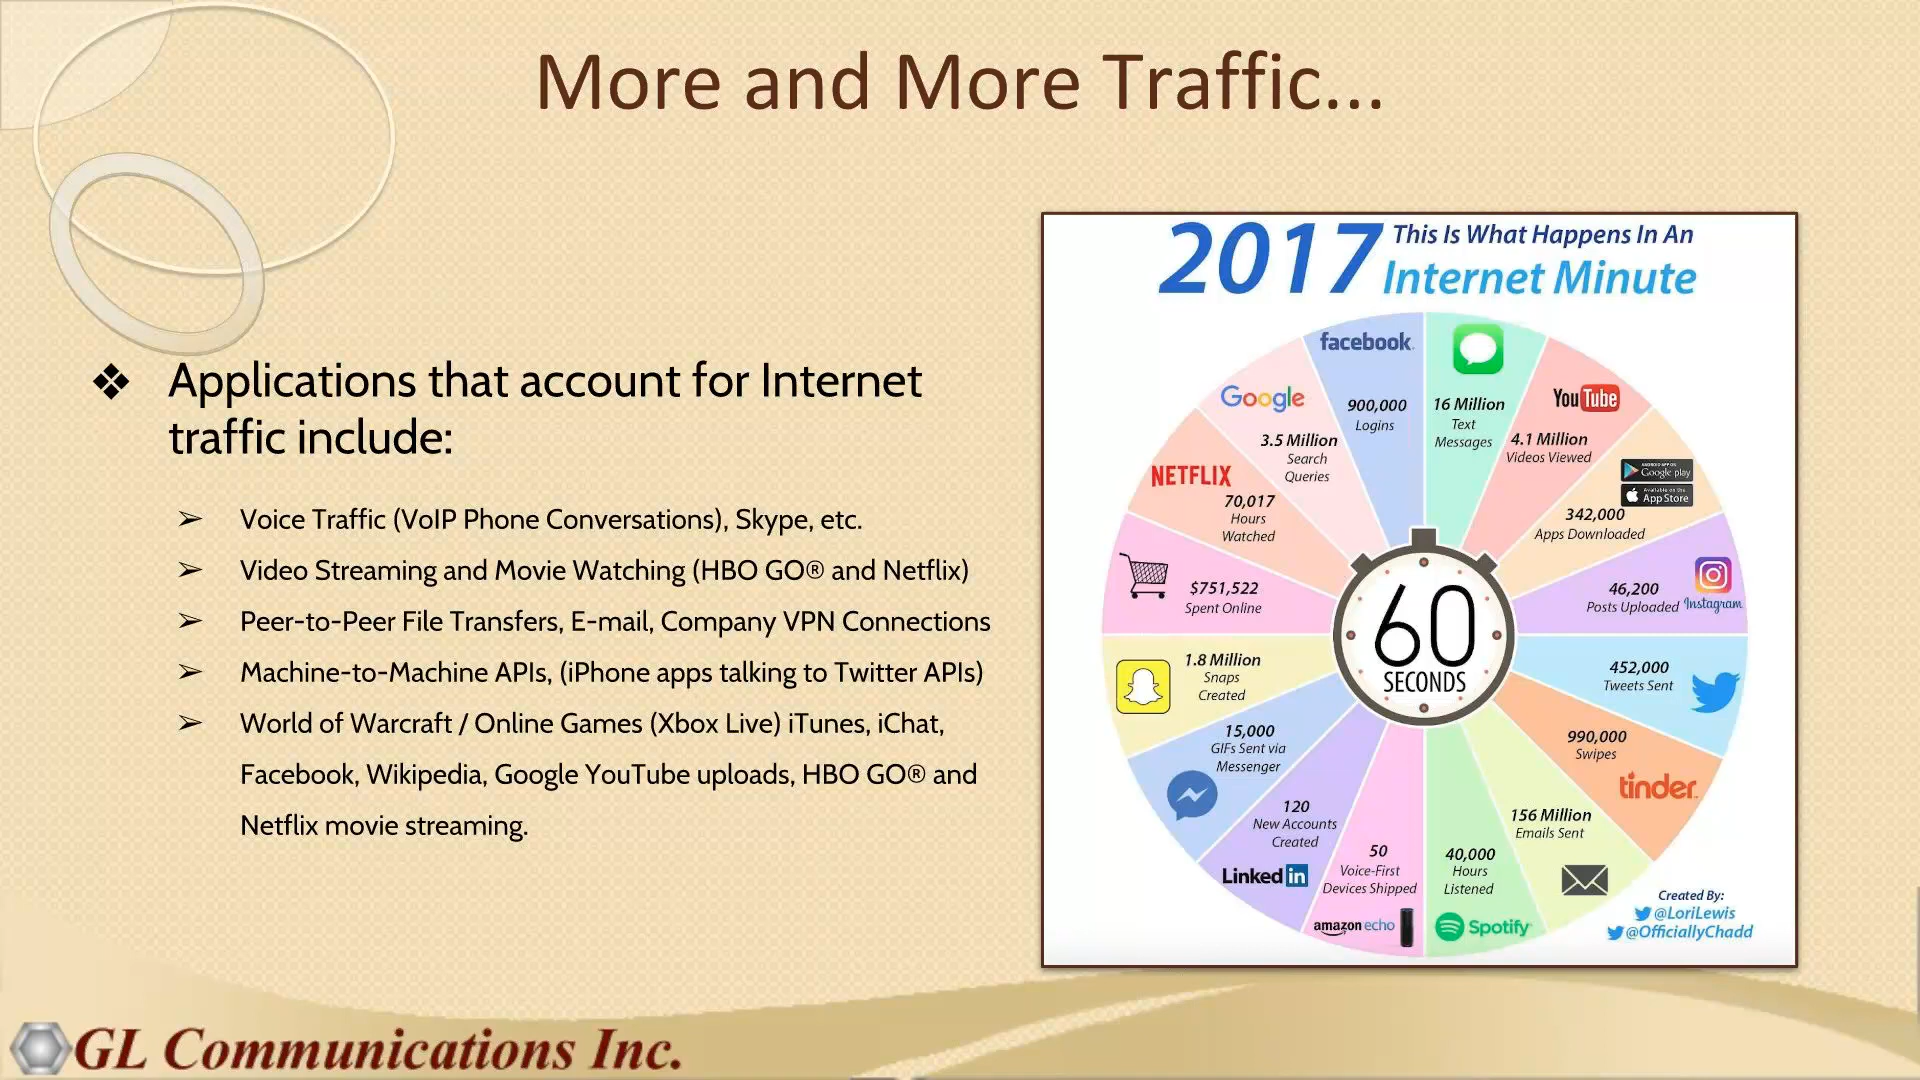 More and More Traffic...
❖ Applications that account for Internet
traffic include:
➢ Voice Traffic (VoIP Phone Conversations), Skype, etc.
➢ Video Streaming and Movie Watching (HBO GO® and Netflix)
➢ Peer-to-Peer File Transfers, E-mail, Company VPN Connections
➢ Machine-to-Machine APIs, (iPhone apps talking to Twitter APIs)
➢ World of Warcraft / Online Games (Xbox Live) iTunes, iChat,
Facebook, Wikipedia, Google YouTube uploads, HBO GO® and
Netflix movie streaming.
2017 This Is What Happens In An
Internet Minute
facebook
900,000
Logins
16 Million
Text
Messages
YouTube
4.1 Million
Videos Viewed
ANDROID APP ON
Google play
Available on the
App Store
342,000
Apps Downloaded
46,200
Posts Uploaded
Instagram
452,000
Tweets Sent
990,000
Swipes
tinder
156 Million
Emails Sent
40,000
Hours
Listened
Spotify
50
Voice-First
Devices Shipped
amazon echo
120
New Accounts
Created
Linked in
15,000
GIFs Sent via
Messenger
1.8 Million
Snaps
Created
$751,522
Spent Online
NETFLIX
70,017
Hours
Watched
Google
3.5 Million
Search
Queries
60
SECONDS
Created By:
@LoriLewis
@OfficiallyChadd
GL Communications Inc.